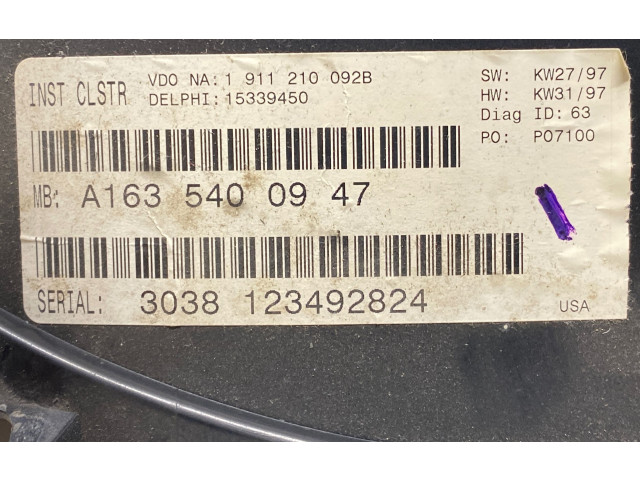 INST CLSTR
VDO NA: 1 911 210 092B
DELPHI: 15339450
SW: KW27/97
HW: KW31/97
Diag ID: 63
PO: P07100
MB: A163 540 09 47
SERIAL: 3038 123492824
USA